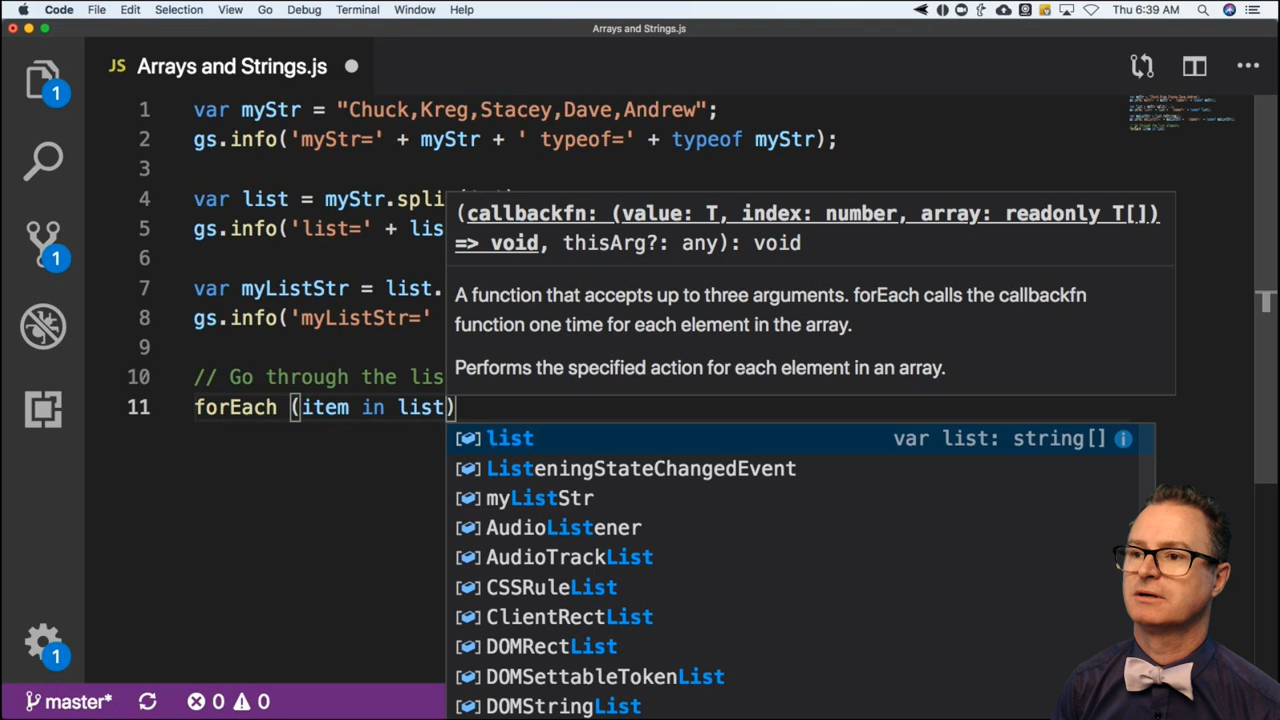 Code File Edit Selection View Go Debug Terminal Window Help Thu 6:39 AM
Arrays and Strings.js
JS Arrays and Strings.js
1 var myStr = "Chuck,Kreg,Stacey,Dave,Andrew";
2 gs.info('myStr=' + myStr + ' typeof=' + typeof myStr);
3
4 var list = myStr.spli
5 gs.info('list=' + lis
6
7 var myListStr = list.
8 gs.info('myListStr='
9
10 // Go through the lis
11 forEach (item in list)
(callbackfn: (value: T, index: number, array: readonly T[])
=> void, thisArg?: any): void
A function that accepts up to three arguments. forEach calls the callbackfn
function one time for each element in the array.
Performs the specified action for each element in an array.
list var list: string[]
ListeningStateChangedEvent
myListStr
AudioListener
AudioTrackList
CSSRuleList
ClientRectList
DOMRectList
DOMSettableTokenList
DOMStringList
1
1
1
master* 0 0